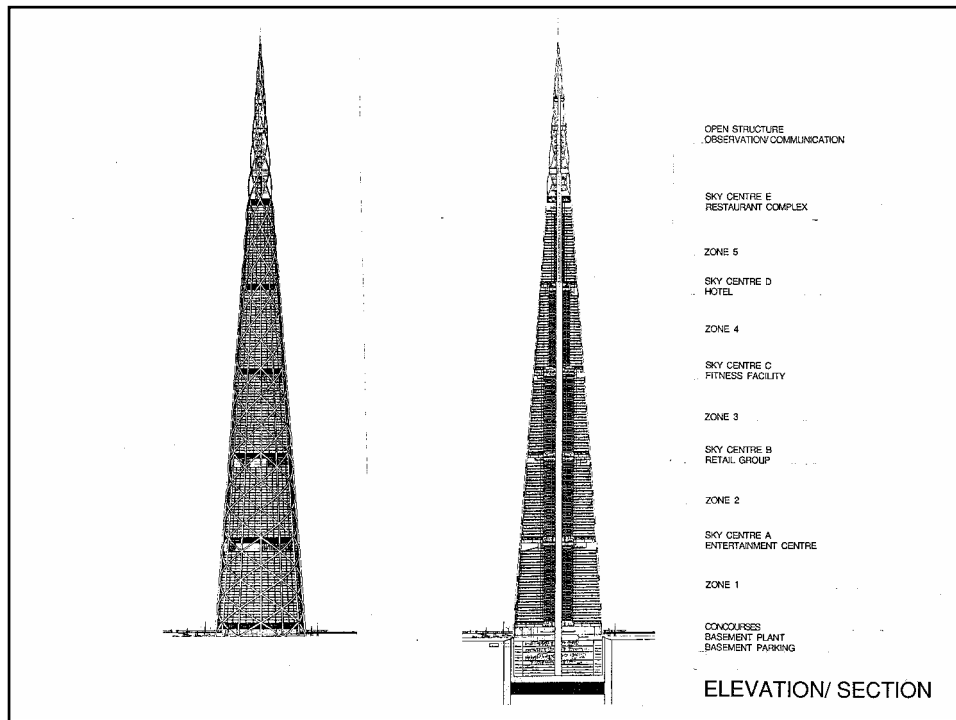 OPEN STRUCTURE
OBSERVATION/COMMUNICATION
SKY CENTRE E
RESTAURANT COMPLEX
ZONE 5
SKY CENTRE D
HOTEL
ZONE 4
SKY CENTRE C
FITNESS FACILITY
ZONE 3
SKY CENTRE B
RETAIL GROUP
ZONE 2
SKY CENTRE A
ENTERTAINMENT CENTRE
ZONE 1
CONCOURSES
BASEMENT PLANT
BASEMENT PARKING
ELEVATION/ SECTION